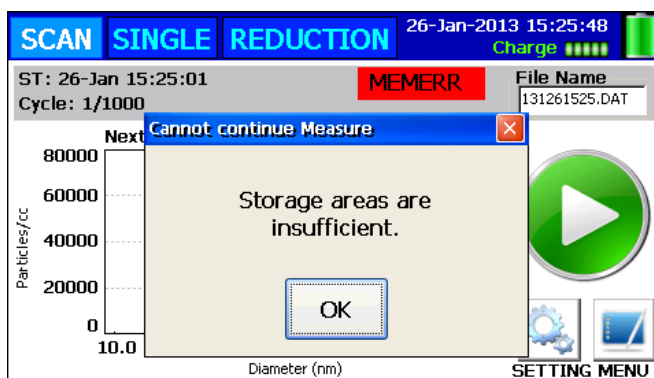 SCAN SINGLE REDUCTION 26-Jan-2013 15:25:48
Charge
ST: 26-Jan 15:25:01 MEMERR File Name
Cycle: 1/1000 131261525.DAT
Next
Cannot continue Measure
80000
60000
40000
20000
0
Particles/cc
Storage areas are
insufficient.
OK
10.0
Diameter (nm)
SETTING MENU